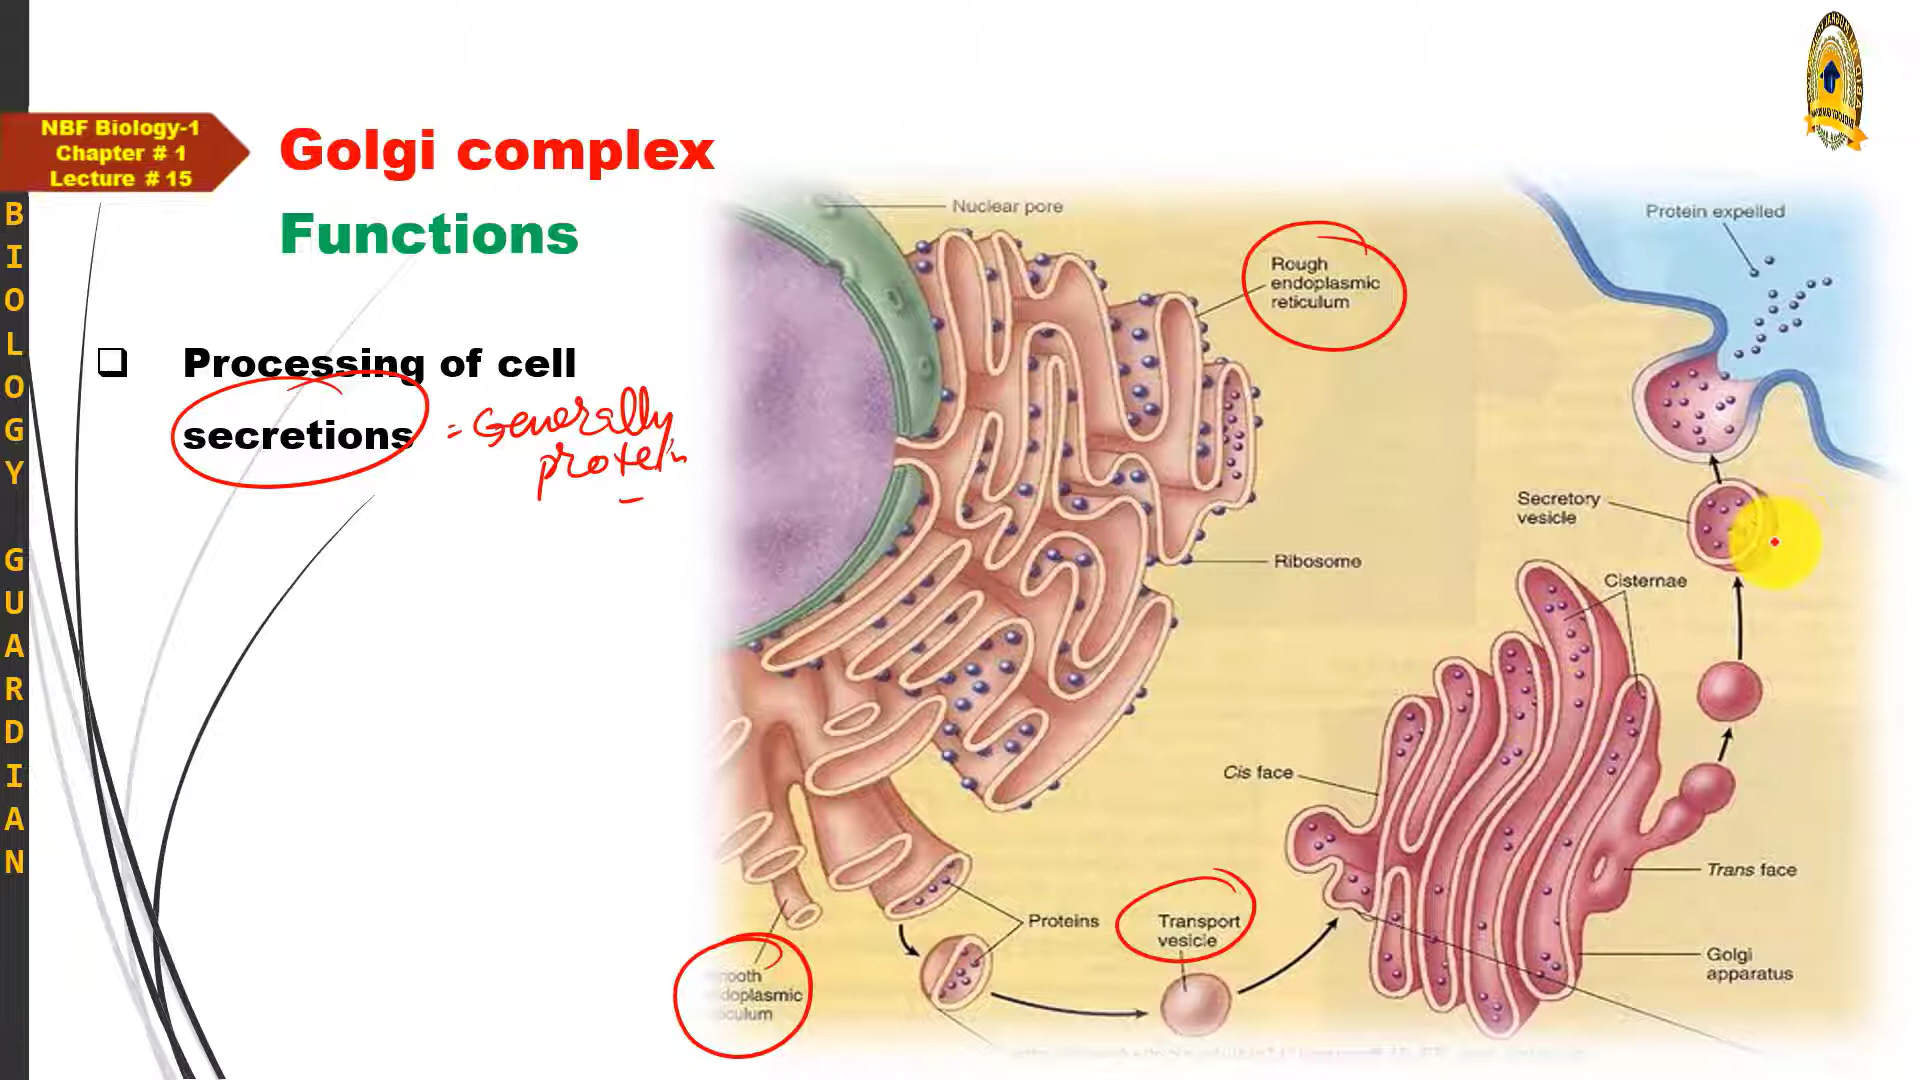 NBF Biology-1
Chapter # 1
Lecture # 15
BIOLOGY GUARDIAN
Golgi complex
Functions
❑ Processing of cell
secretions
= Generally
protein
Nuclear pore
Rough
endoplasmic
reticulum
Protein expelled
Secretory
vesicle
Ribosome
Cisternae
Cis face
Trans face
Proteins
Transport
vesicle
Golgi
apparatus
mooth
doplasmic
iculum